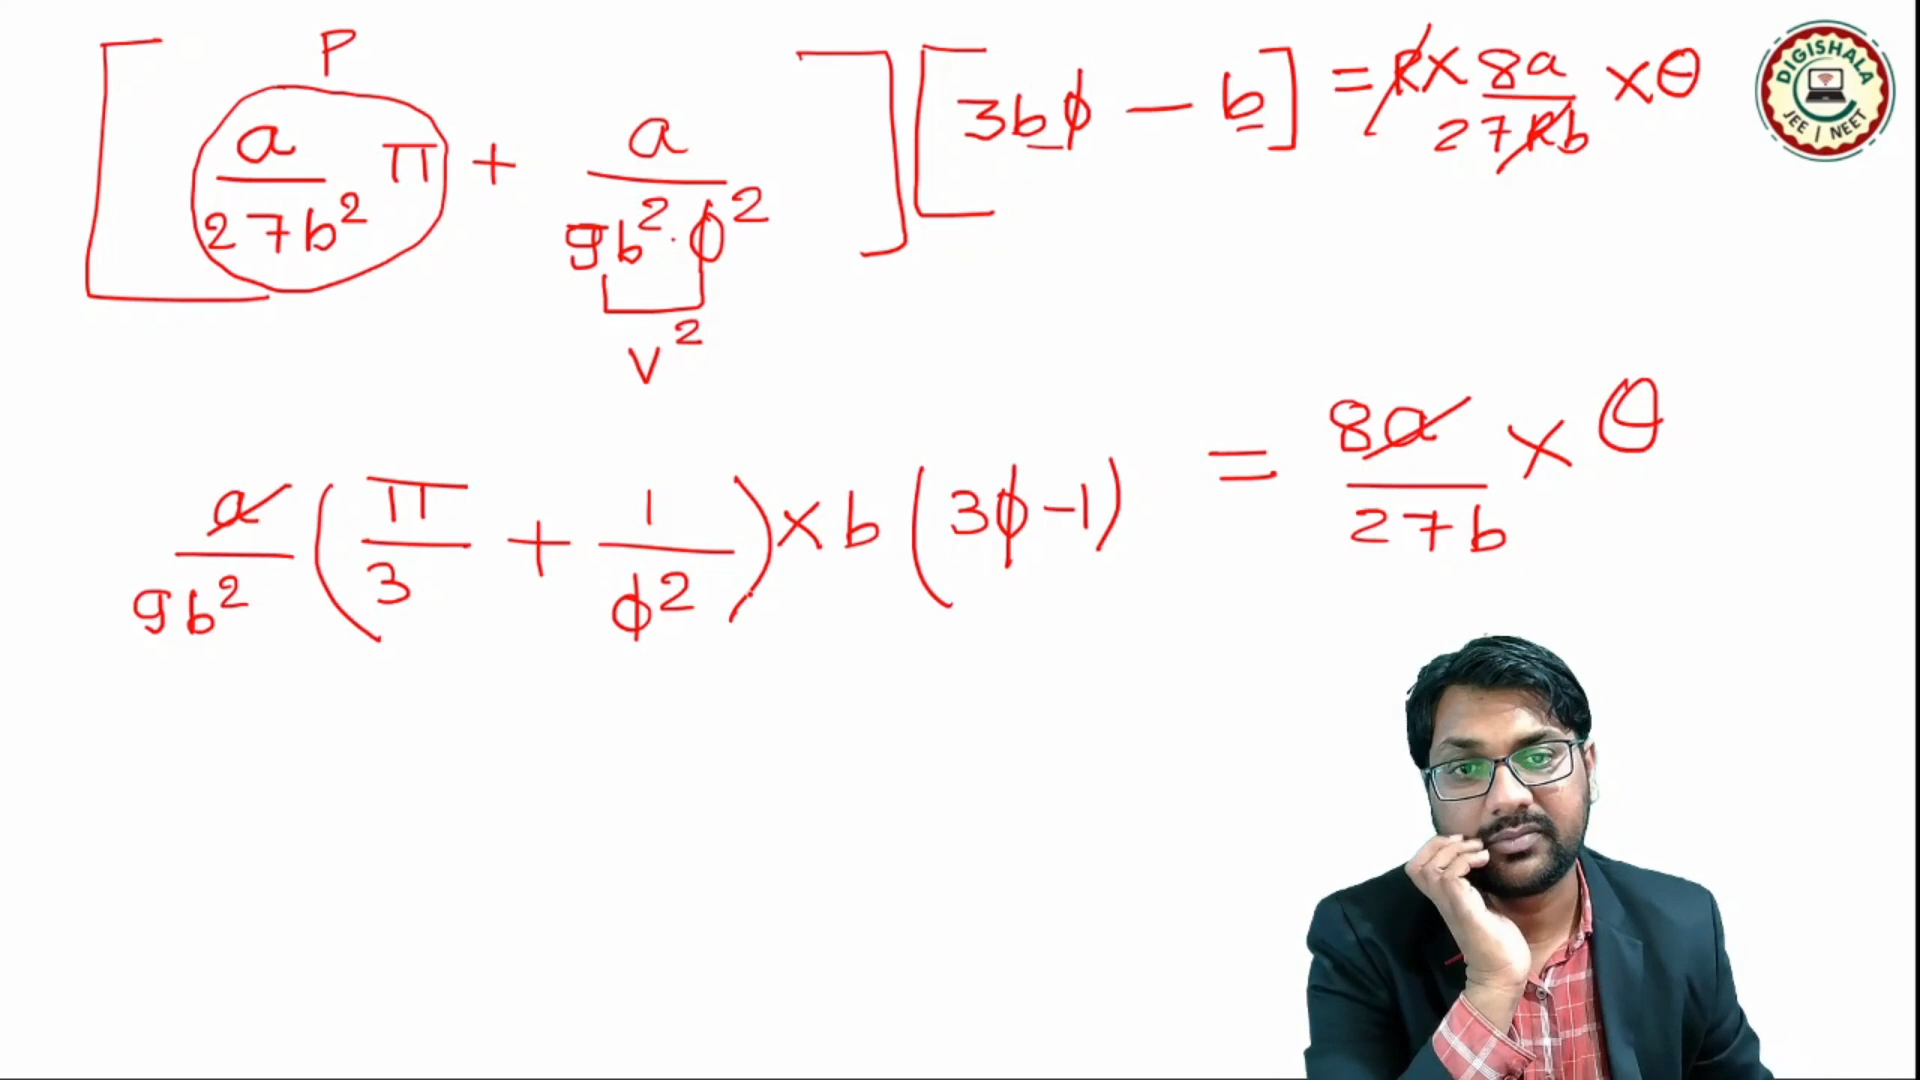 P
[ a/27b² π + a/9b²·ϕ² ] [3bϕ − b] = R × 8a/27Rb × θ
V²
a/9b² (π/3 + 1/ϕ²) × b (3ϕ−1) = 8a/27b × θ
DIGISHALA
JEE | NEET